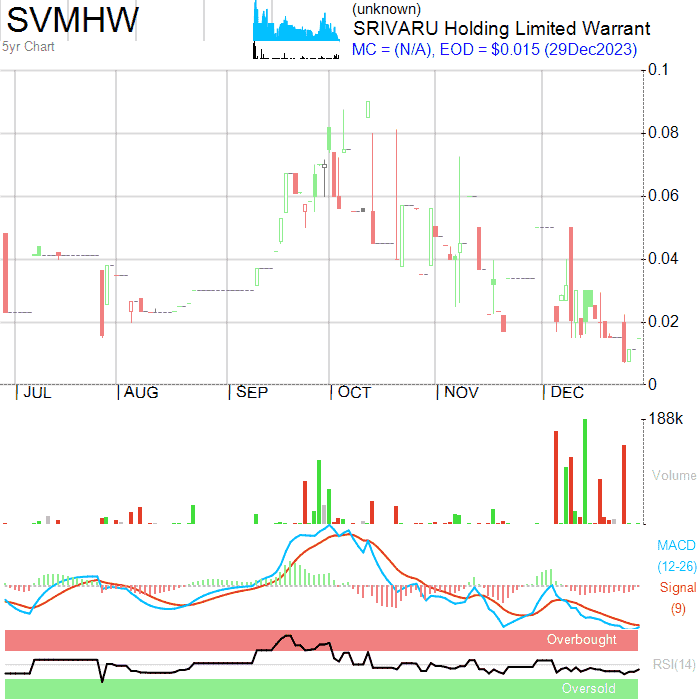 SVMHW
5yr Chart
(unknown)
SRIVARU Holding Limited Warrant
MC = (N/A), EOD = $0.015 (29Dec2023)
0.1
0.08
0.06
0.04
0.02
0
JUL AUG SEP OCT NOV DEC
188k
Volume
MACD
(12-26)
Signal
(9)
Overbought
RSI(14)
Oversold